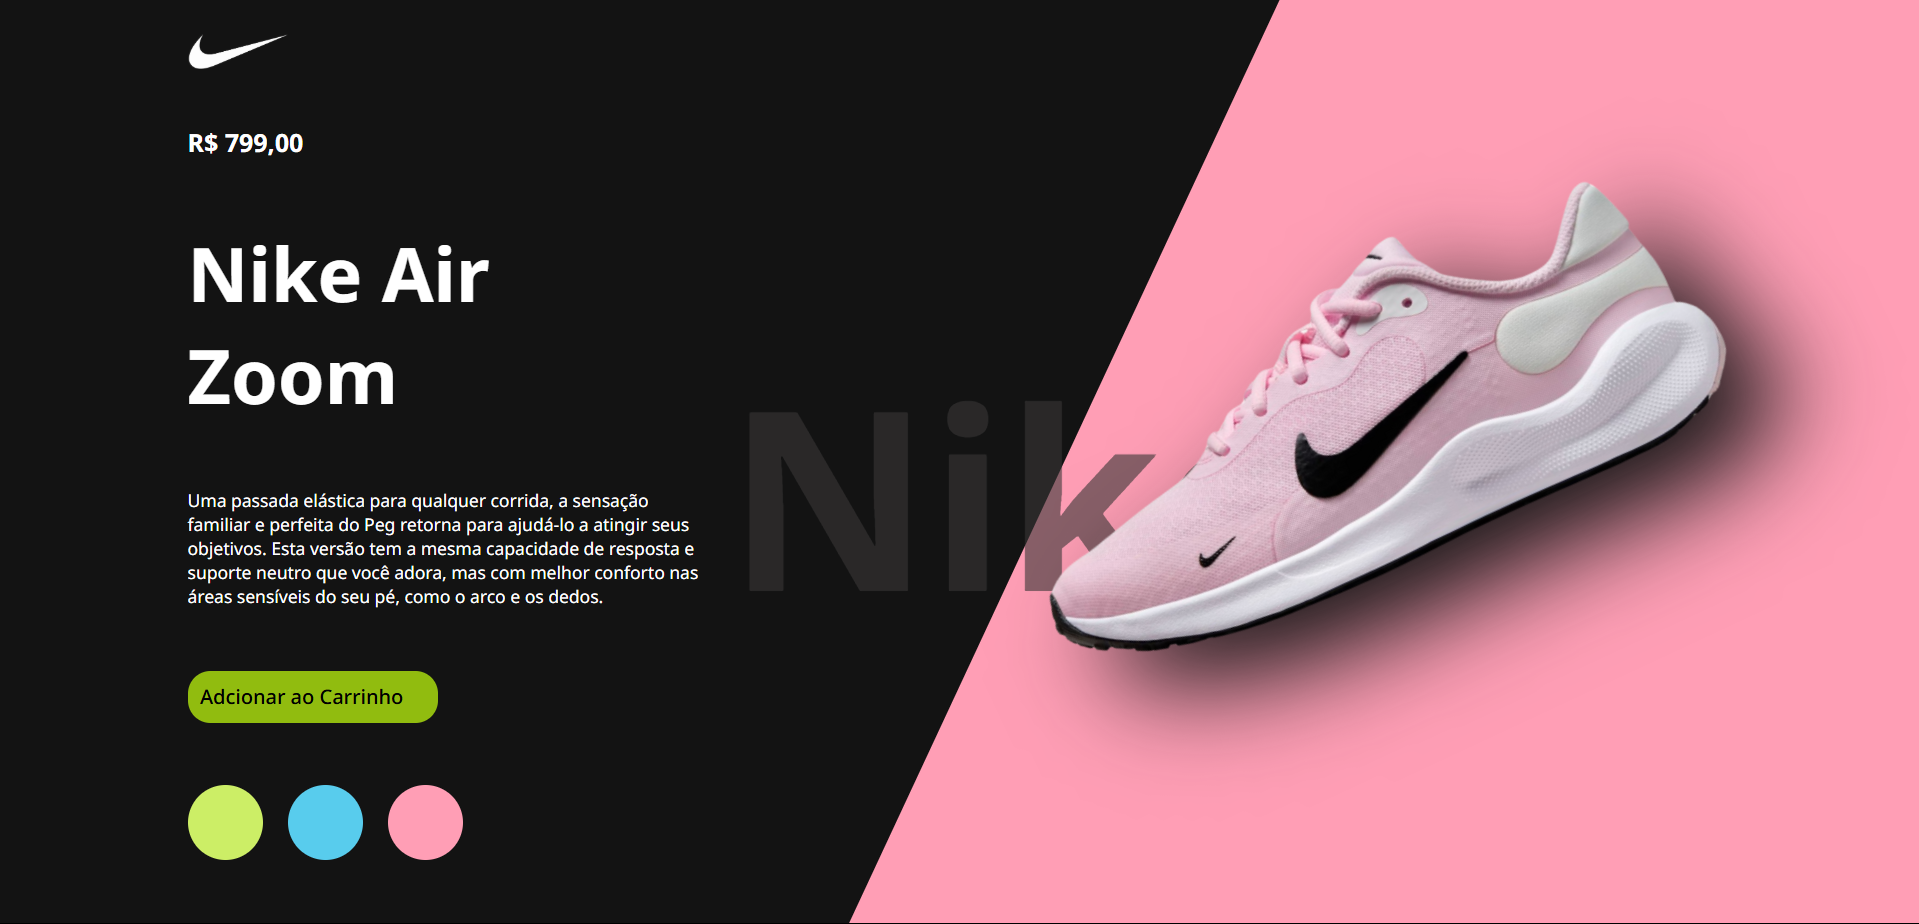 R$ 799,00
Nike Air
Zoom
Nik
Uma passada elástica para qualquer corrida, a sensação
familiar e perfeita do Peg retorna para ajudá-lo a atingir seus
objetivos. Esta versão tem a mesma capacidade de resposta e
suporte neutro que você adora, mas com melhor conforto nas
áreas sensíveis do seu pé, como o arco e os dedos.
Adcionar ao Carrinho